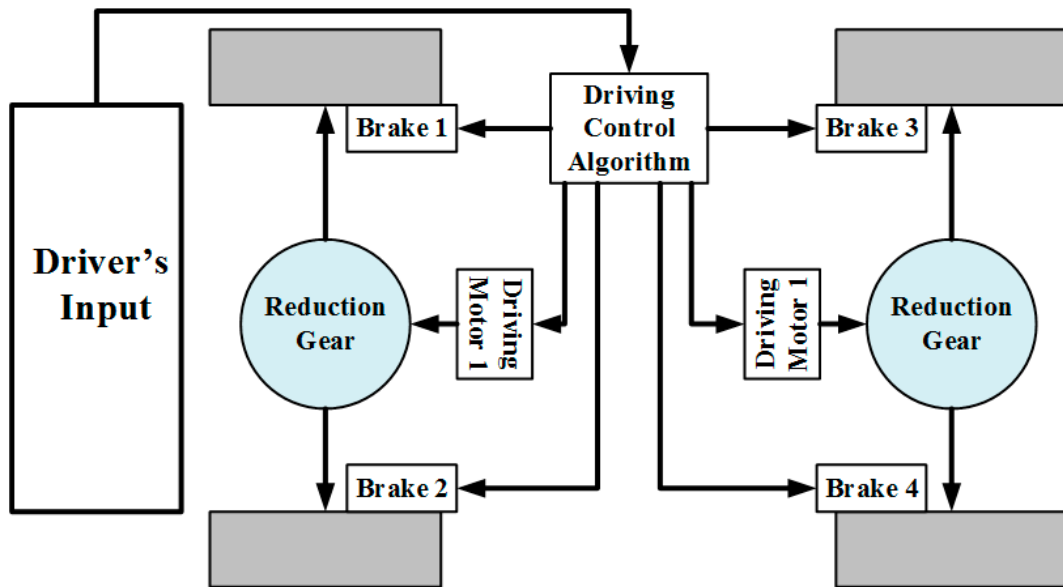 Driver's
Input
Brake 1
Driving
Control
Algorithm
Brake 3
Reduction
Gear
Driving
Motor 1
Driving
Motor 1
Reduction
Gear
Brake 2
Brake 4